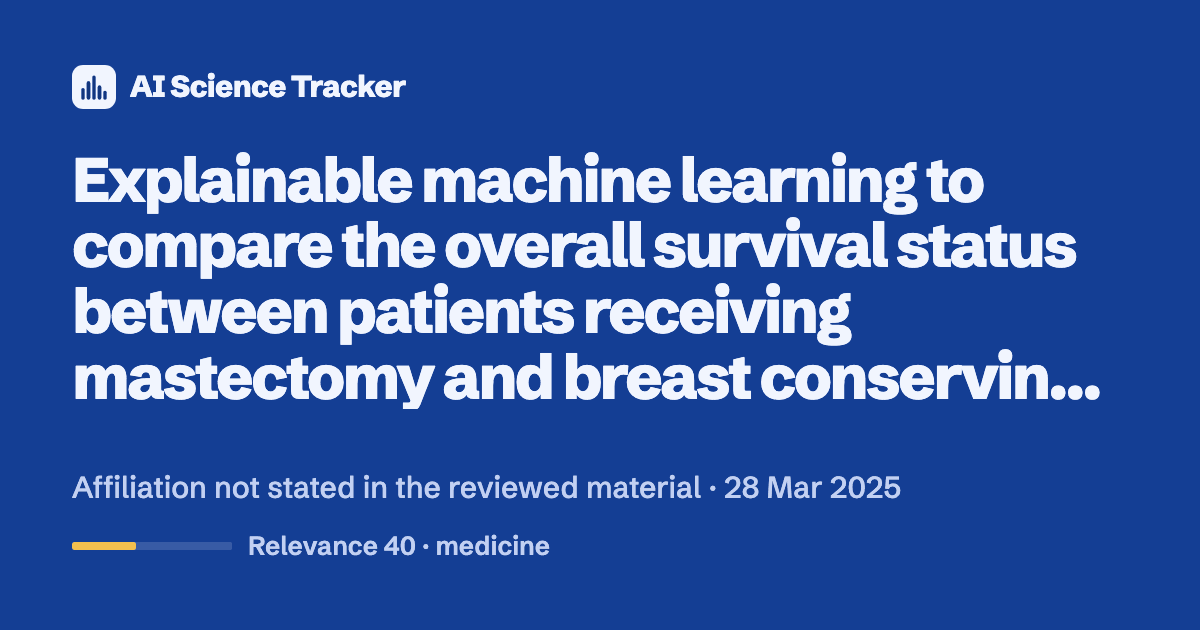 AI Science Tracker
Explainable machine learning to
compare the overall survival status
between patients receiving
mastectomy and breast conservin...
Affiliation not stated in the reviewed material · 28 Mar 2025
Relevance 40 · medicine